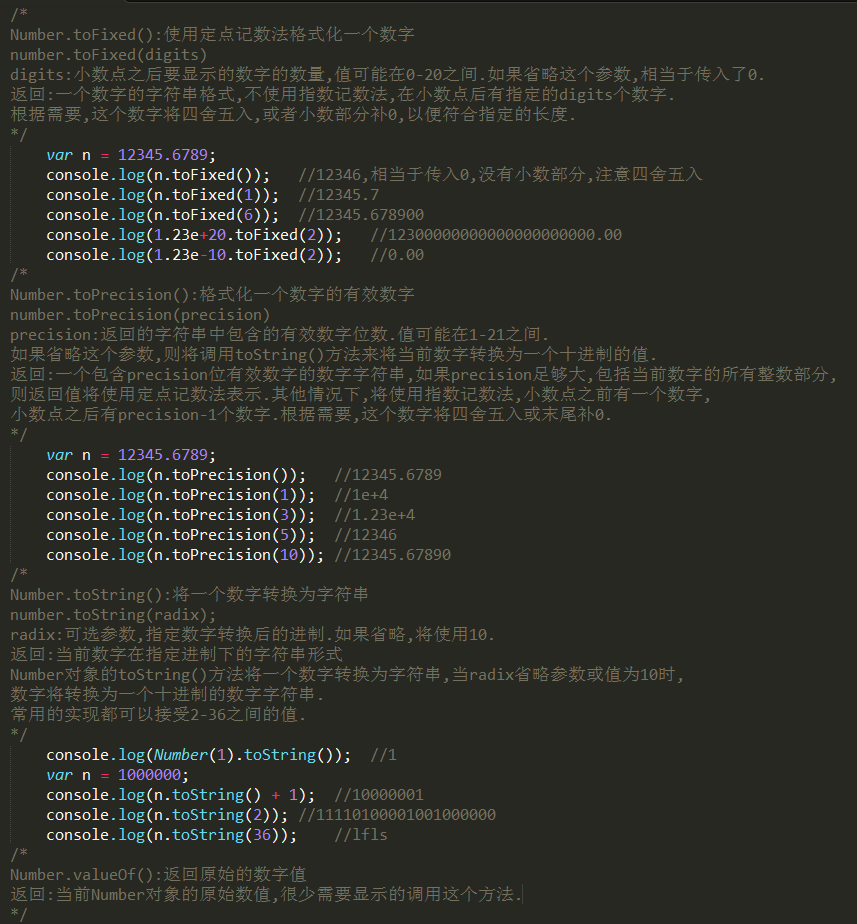 /*
Number.toFixed():使用定点记数法格式化一个数字
number.toFixed(digits)
digits:小数点之后要显示的数字的数量,值可能在0-20之间.如果省略这个参数,相当于传入了0.
返回:一个数字的字符串格式,不使用指数记数法,在小数点后有指定的digits个数字.
根据需要,这个数字将四舍五入,或者小数部分补0,以便符合指定的长度.
*/
var n = 12345.6789;
console.log(n.toFixed()); //12346,相当于传入0,没有小数部分,注意四舍五入
console.log(n.toFixed(1)); //12345.7
console.log(n.toFixed(6)); //12345.678900
console.log(1.23e+20.toFixed(2)); //123000000000000000000.00
console.log(1.23e-10.toFixed(2)); //0.00
/*
Number.toPrecision():格式化一个数字的有效数字
number.toPrecision(precision)
precision:返回的字符串中包含的有效数字位数.值可能在1-21之间.
如果省略这个参数,则将调用toString()方法来将当前数字转换为一个十进制的值.
返回:一个包含precision位有效数字的数字字符串,如果precision足够大,包括当前数字的所有整数部分,
则返回值将使用定点记数法表示.其他情况下,将使用指数记数法,小数点之前有一个数字,
小数点之后有precision-1个数字.根据需要,这个数字将四舍五入或末尾补0.
*/
var n = 12345.6789;
console.log(n.toPrecision()); //12345.6789
console.log(n.toPrecision(1)); //1e+4
console.log(n.toPrecision(3)); //1.23e+4
console.log(n.toPrecision(5)); //12346
console.log(n.toPrecision(10)); //12345.67890
/*
Number.toString():将一个数字转换为字符串
number.toString(radix);
radix:可选参数,指定数字转换后的进制.如果省略,将使用10.
返回:当前数字在指定进制下的字符串形式
Number对象的toString()方法将一个数字转换为字符串,当radix省略参数或值为10时,
数字将转换为一个十进制的数字字符串.
常用的实现都可以接受2-36之间的值.
*/
console.log(Number(1).toString()); //1
var n = 1000000;
console.log(n.toString() + 1); //10000001
console.log(n.toString(2)); //11110100001001000000
console.log(n.toString(36)); //lfls
/*
Number.valueOf():返回原始的数字值
返回:当前Number对象的原始数值,很少需要显示的调用这个方法.
*/